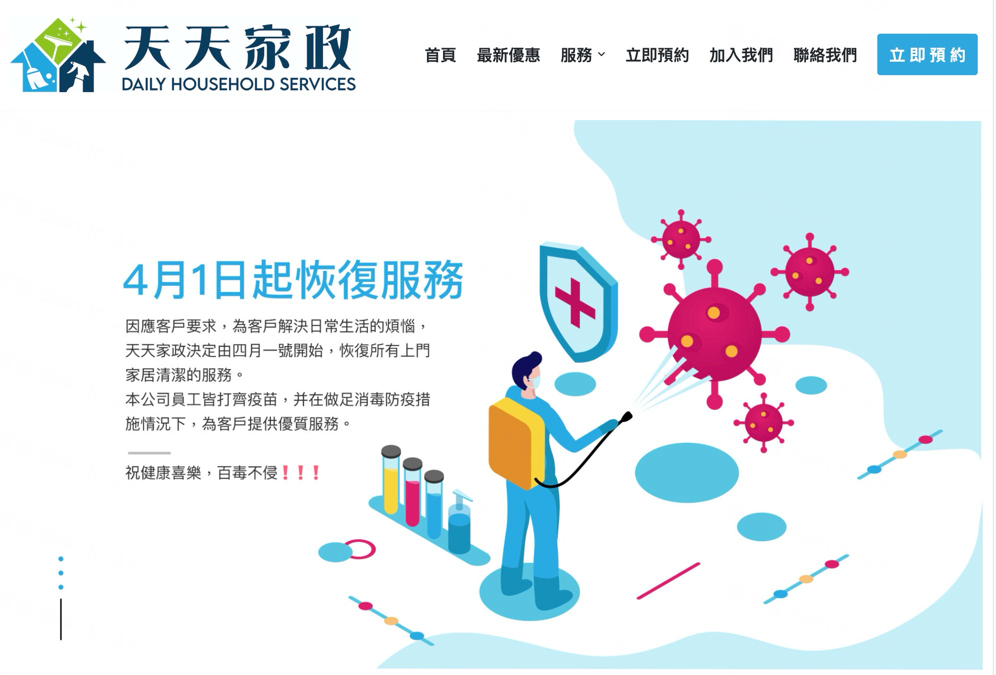 天天家政
DAILY HOUSEHOLD SERVICES
首頁 最新優惠 服務 立即預約 加入我們 聯絡我們 立即預約
4月1日起恢復服務
因應客戶要求，為客戶解決日常生活的煩惱，
天天家政決定由四月一號開始，恢復所有上門
家居清潔的服務。
本公司員工皆打齊疫苗，并在做足消毒防疫措
施情況下，為客戶提供優質服務。
祝健康喜樂，百毒不侵❗❗❗